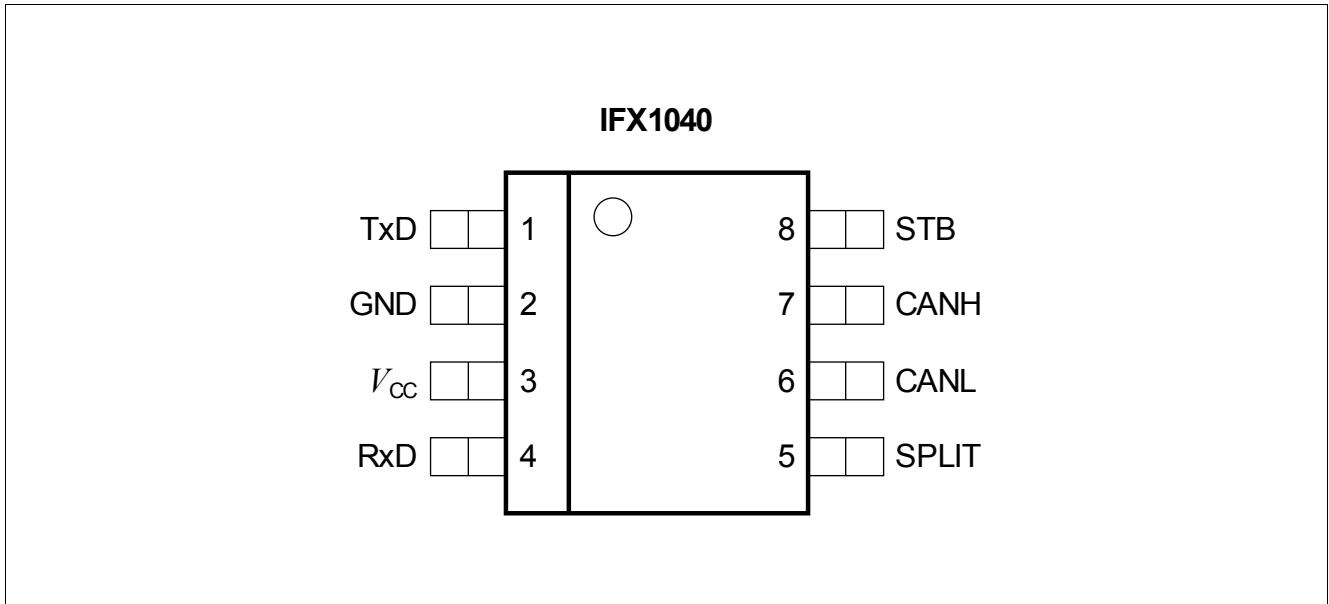 IFX1040
TxD 1 8 STB
GND 2 7 CANH
VCC 3 6 CANL
RxD 4 5 SPLIT